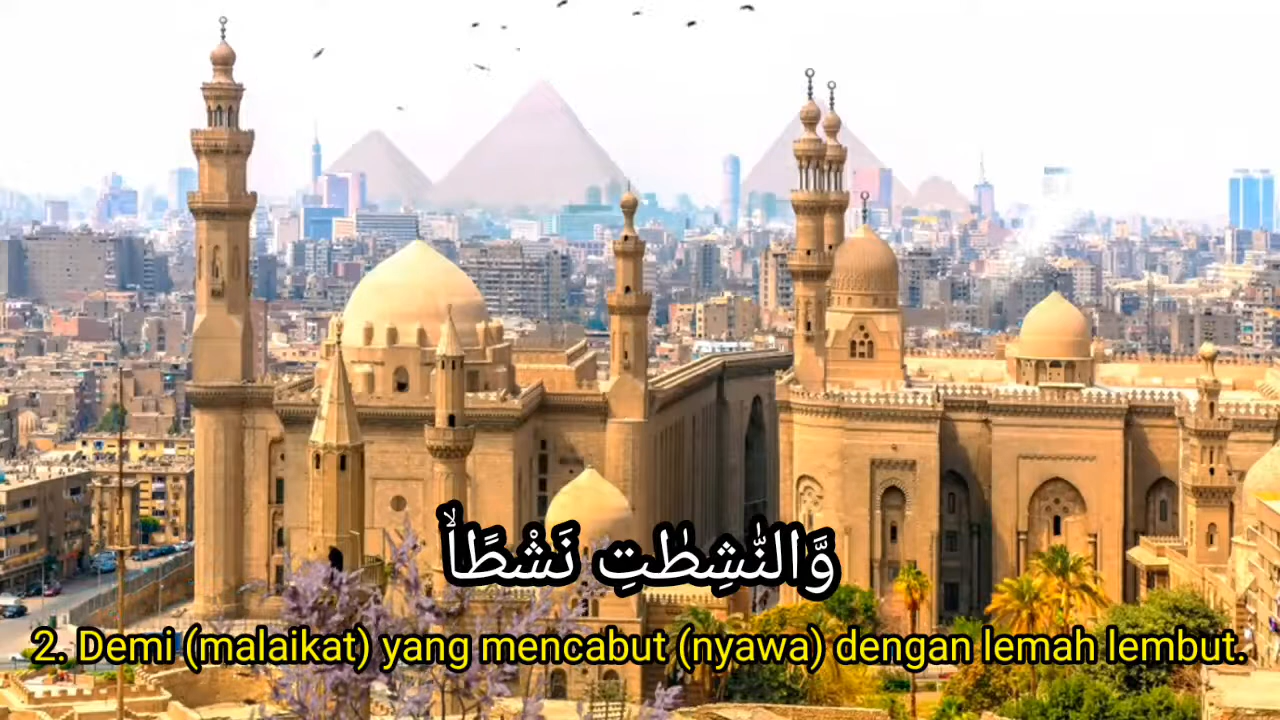 وَّالنّٰشِطٰتِ نَشْطًاۙ
2. Demi (malaikat) yang mencabut (nyawa) dengan lemah lembut.